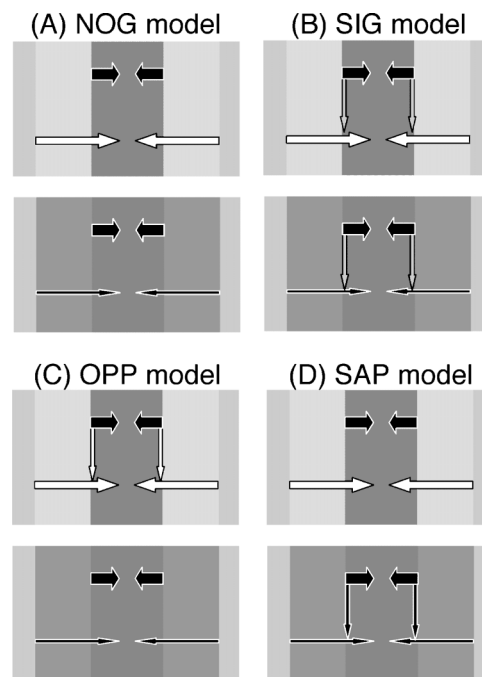 (A) NOG model
(B) SIG model
(C) OPP model
(D) SAP model